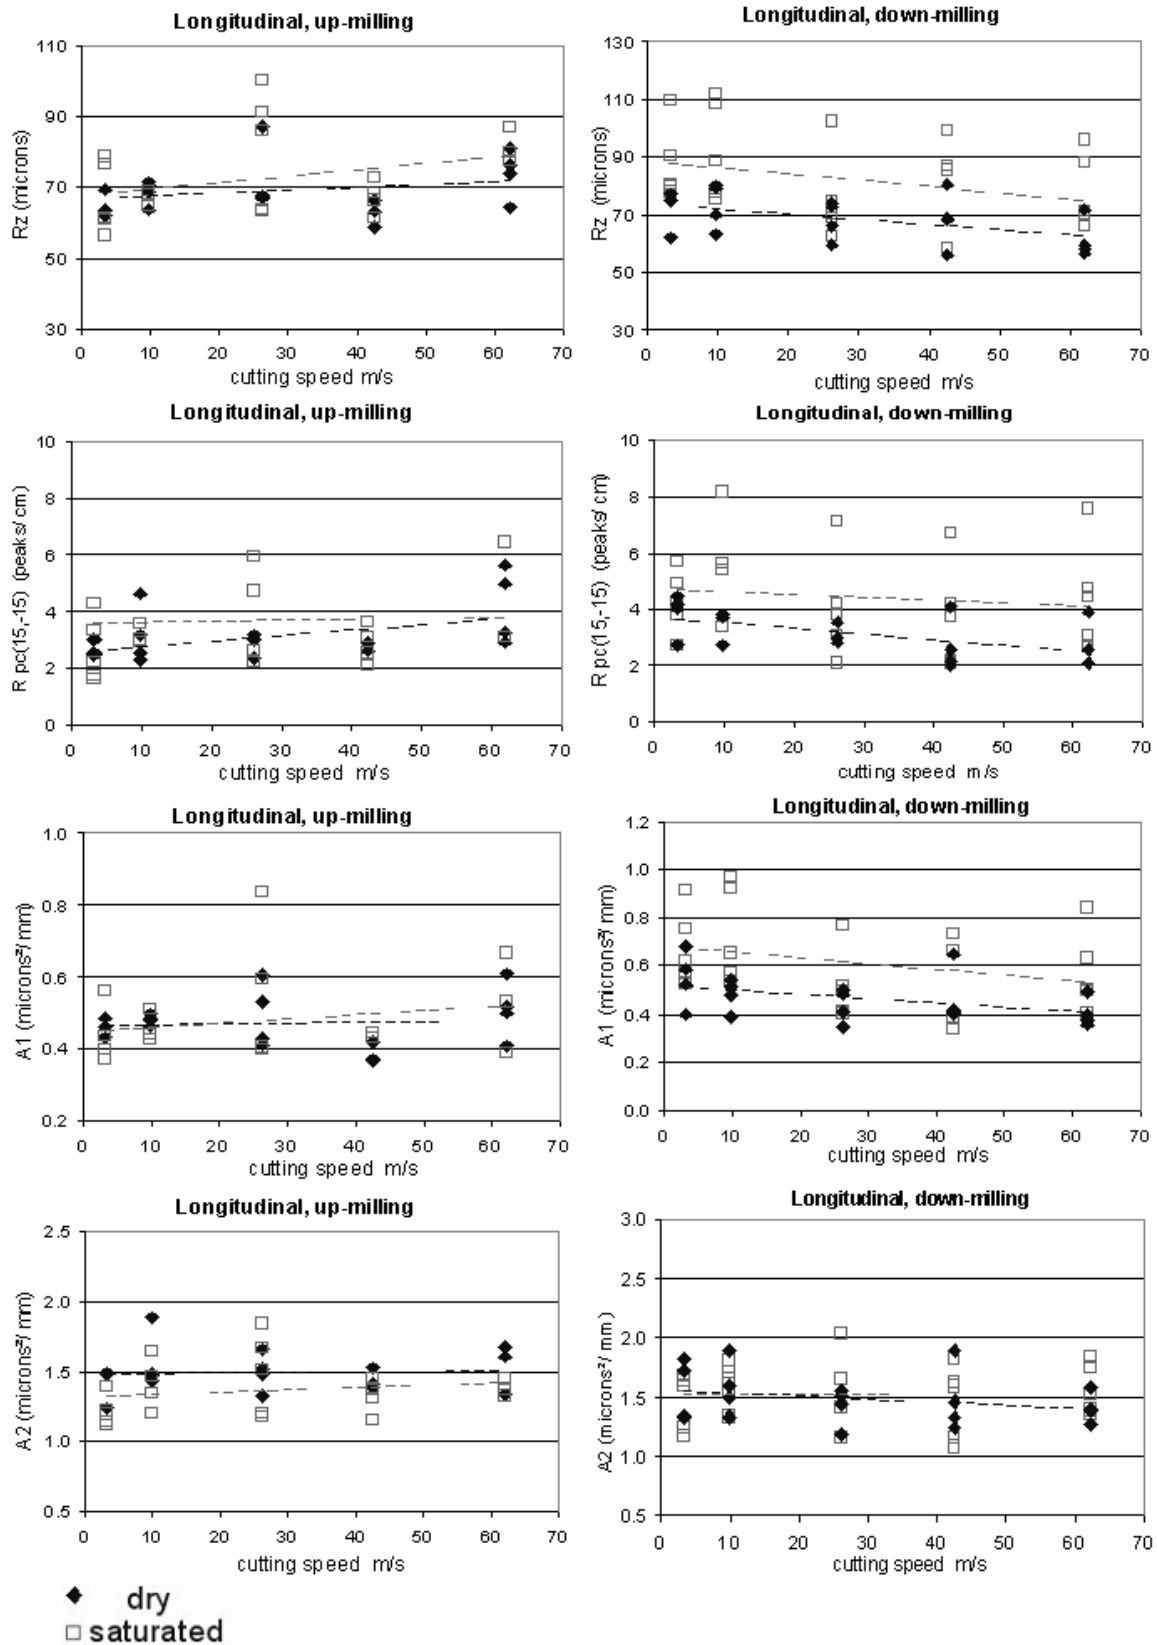 Longitudinal, up-milling
110
90
70
50
30
Rz (microns)
0 10 20 30 40 50 60 70
cutting speed m/s
Longitudinal, down-milling
130
110
90
70
50
30
Rz (microns)
0 10 20 30 40 50 60 70
cutting speed m/s
Longitudinal, up-milling
10
8
6
4
2
0
R pc(15,-15) (peaks/cm)
0 10 20 30 40 50 60 70
cutting speed m/s
Longitudinal, down-milling
10
8
6
4
2
0
R pc(15,-15) (peaks/cm)
0 10 20 30 40 50 60 70
cutting speed m/s
Longitudinal, up-milling
1.0
0.8
0.6
0.4
0.2
A1 (microns²/mm)
0 10 20 30 40 50 60 70
cutting speed m/s
Longitudinal, down-milling
1.2
1.0
0.8
0.6
0.4
0.2
0.0
A1 (microns²/mm)
0 10 20 30 40 50 60 70
cutting speed m/s
Longitudinal, up-milling
2.5
2.0
1.5
1.0
0.5
A2 (microns²/mm)
0 10 20 30 40 50 60 70
cutting speed m/s
Longitudinal, down-milling
3.0
2.5
2.0
1.5
1.0
0.5
A2 (microns²/mm)
0 10 20 30 40 50 60 70
cutting speed m/s
dry
saturated